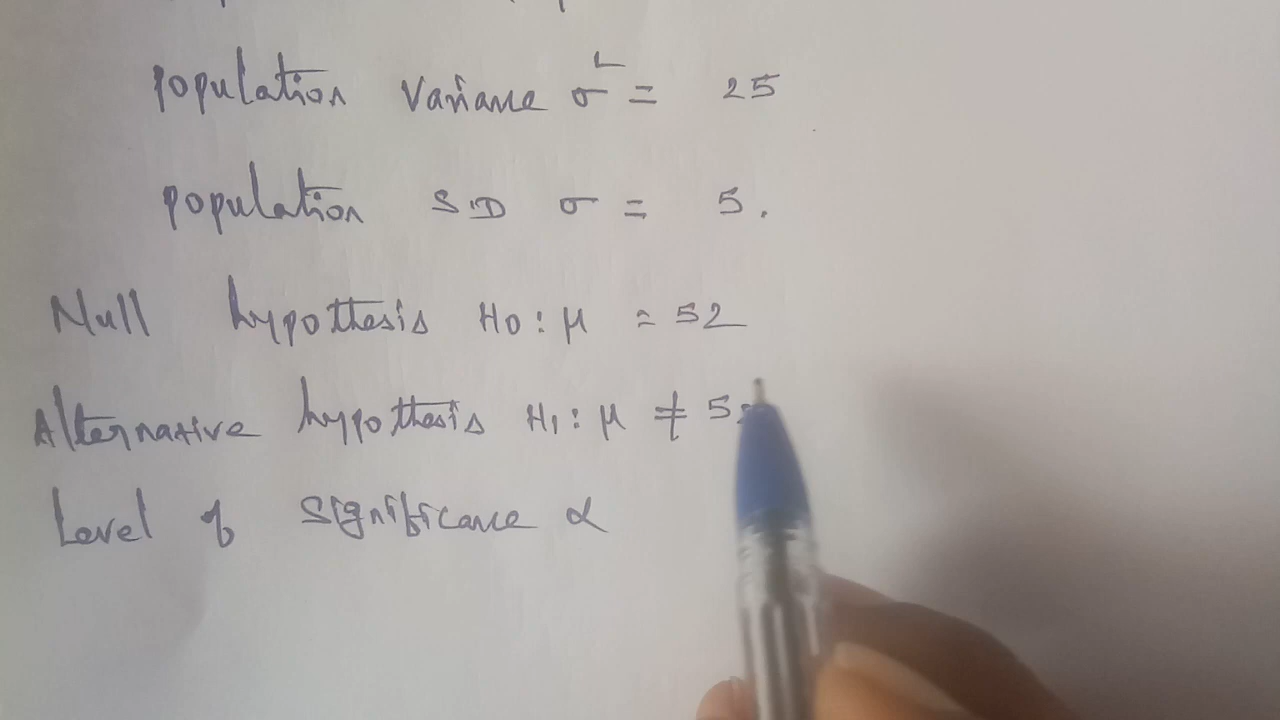 population Variance σ² = 25
population S.D σ = 5.
Null hypothesis H0 : μ = 52
Alternative hypothesis H1 : μ ≠
Level of significance α